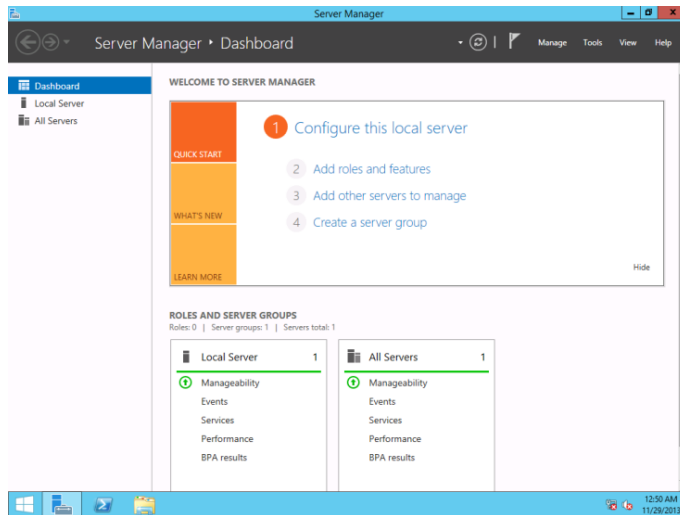 Server Manager
Server Manager ‣ Dashboard
Manage Tools View Help
Dashboard
Local Server
All Servers
WELCOME TO SERVER MANAGER
QUICK START
WHAT'S NEW
LEARN MORE
1 Configure this local server
2 Add roles and features
3 Add other servers to manage
4 Create a server group
Hide
ROLES AND SERVER GROUPS
Roles: 0 | Server groups: 1 | Servers total: 1
Local Server 1
Manageability
Events
Services
Performance
BPA results
All Servers 1
Manageability
Events
Services
Performance
BPA results
12:50 AM
11/29/2013